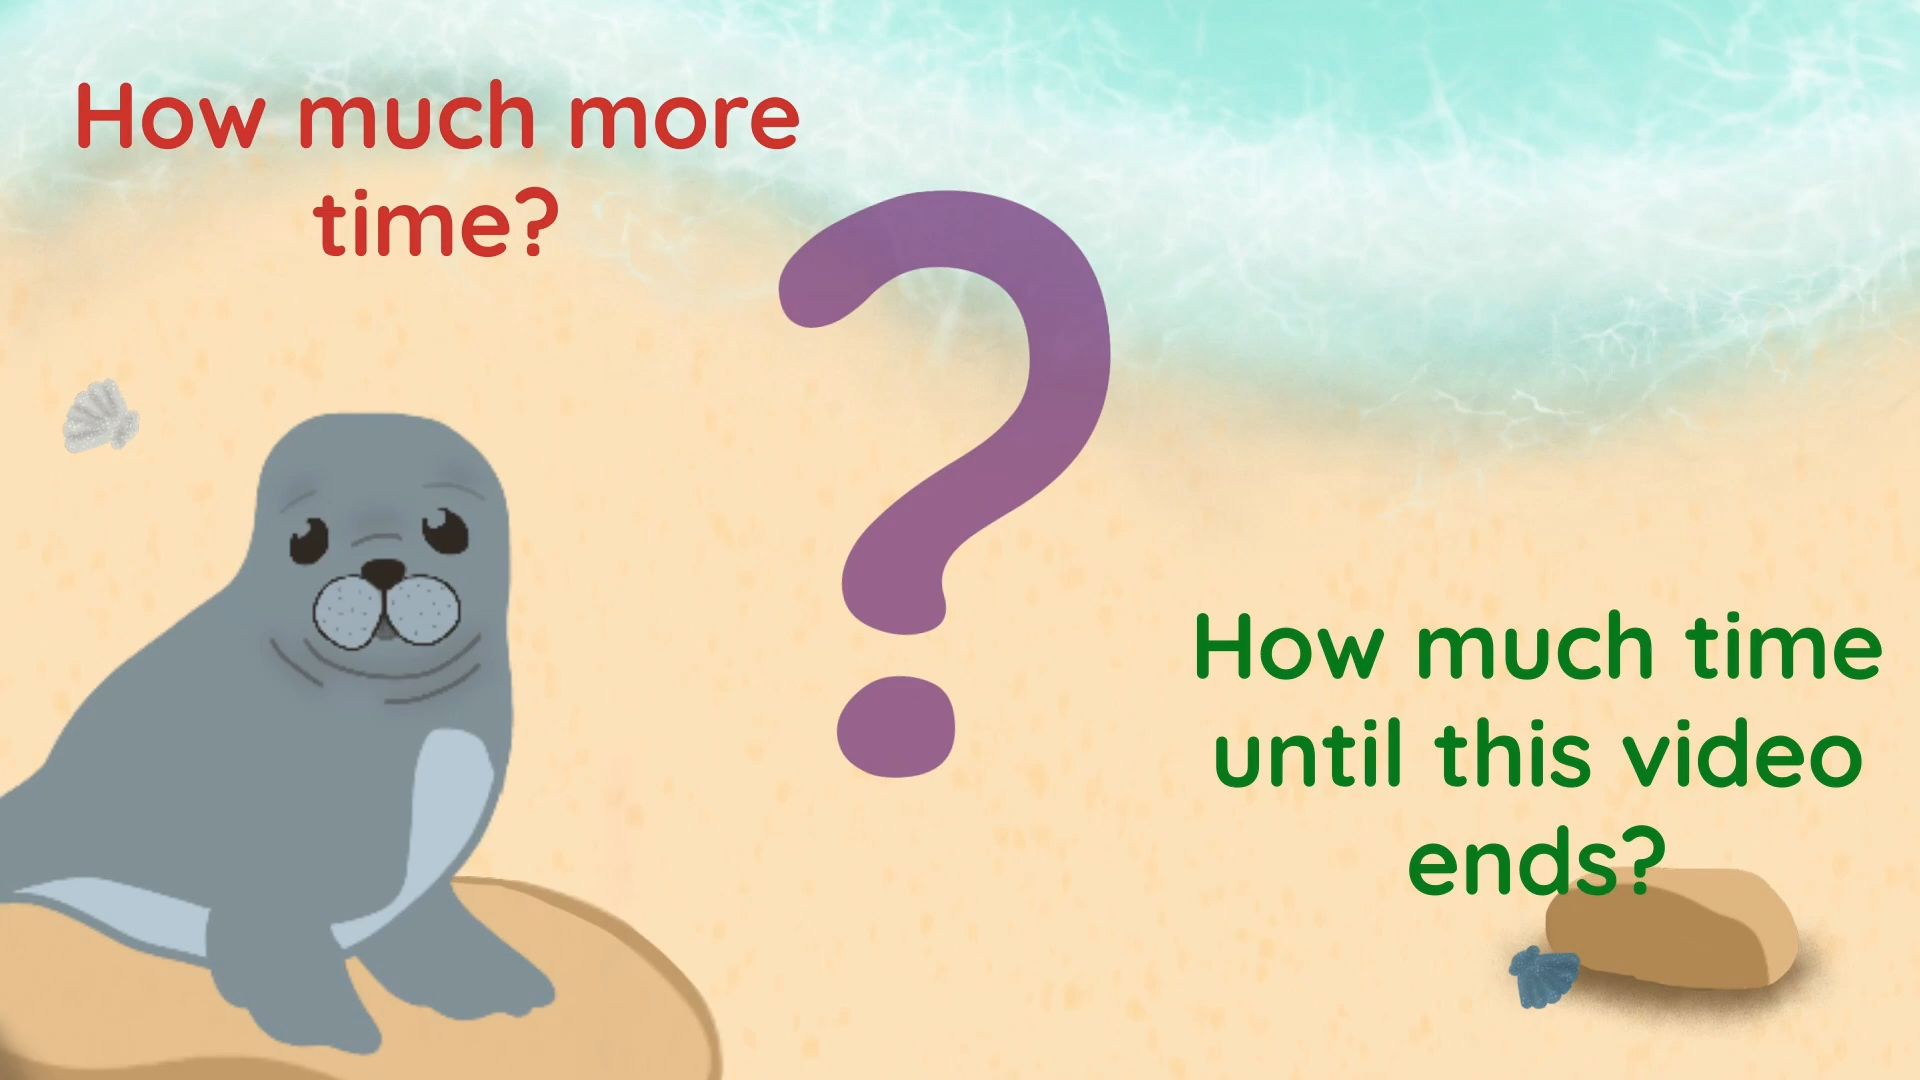 How much more
time?
?
How much time
until this video
ends?